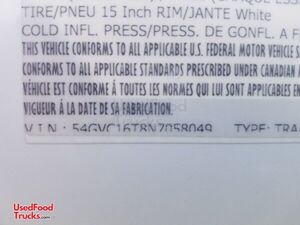 TIRE/PNEU 15 Inch RIM/JANTE White
COLD INFL. PRESS/PRESS. DE GONFL. A F
THIS VEHICLE CONFORMS TO ALL APPLICABLE U.S. FEDERAL MOTOR VEHICLE S
CONFORMS TO ALL APPLICABLE STANDARDS PRESCRIBED UNDER CANADIAN
VÉHICLE EST CONFORME À TOUTES LES NORMES QUI LUI SONT APPLICABLES EN
VIGUEUR À LA DATE DE SA FABRICATION.
V.I.N.: 54GVC16T8N7058049 TYPE: TRA
UsedFood
Trucks.com